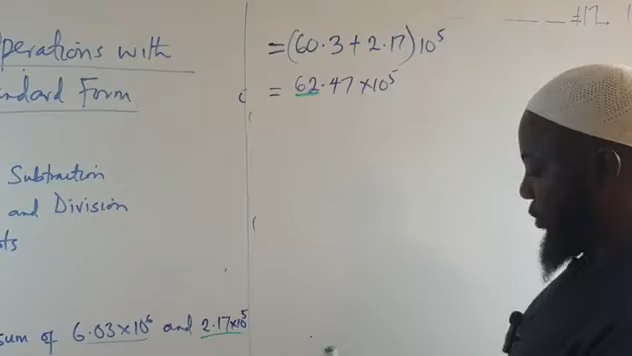 perations with
ndard Form
Subtraction
and Division
sum of 6.03×10⁶ and 2.17×10⁵
=(60.3+2.17)10⁵
= 62.47×10⁵